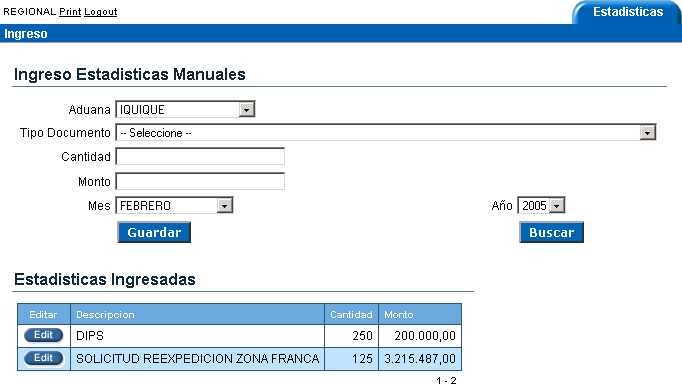 REGIONAL Print Logout
Estadisticas
Ingreso
Ingreso Estadisticas Manuales
Aduana IQUIQUE
Tipo Documento -- Seleccione --
Cantidad
Monto
Mes FEBRERO Año 2005
Guardar Buscar
Estadisticas Ingresadas
Editar Descripcion Cantidad Monto
Edit DIPS 250 200.000,00
Edit SOLICITUD REEXPEDICION ZONA FRANCA 125 3.215.487,00
1 - 2